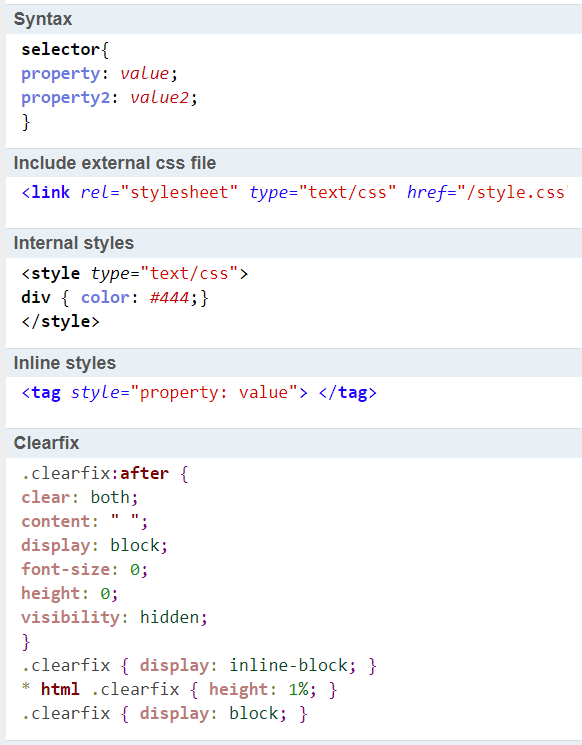 Syntax
selector{
property: value;
property2: value2;
}
Include external css file
<link rel="stylesheet" type="text/css" href="/style.css"
Internal styles
<style type="text/css">
div { color: #444;}
</style>
Inline styles
<tag style="property: value"> </tag>
Clearfix
.clearfix:after {
clear: both;
content: " ";
display: block;
font-size: 0;
height: 0;
visibility: hidden;
}
.clearfix { display: inline-block; }
* html .clearfix { height: 1%; }
.clearfix { display: block; }